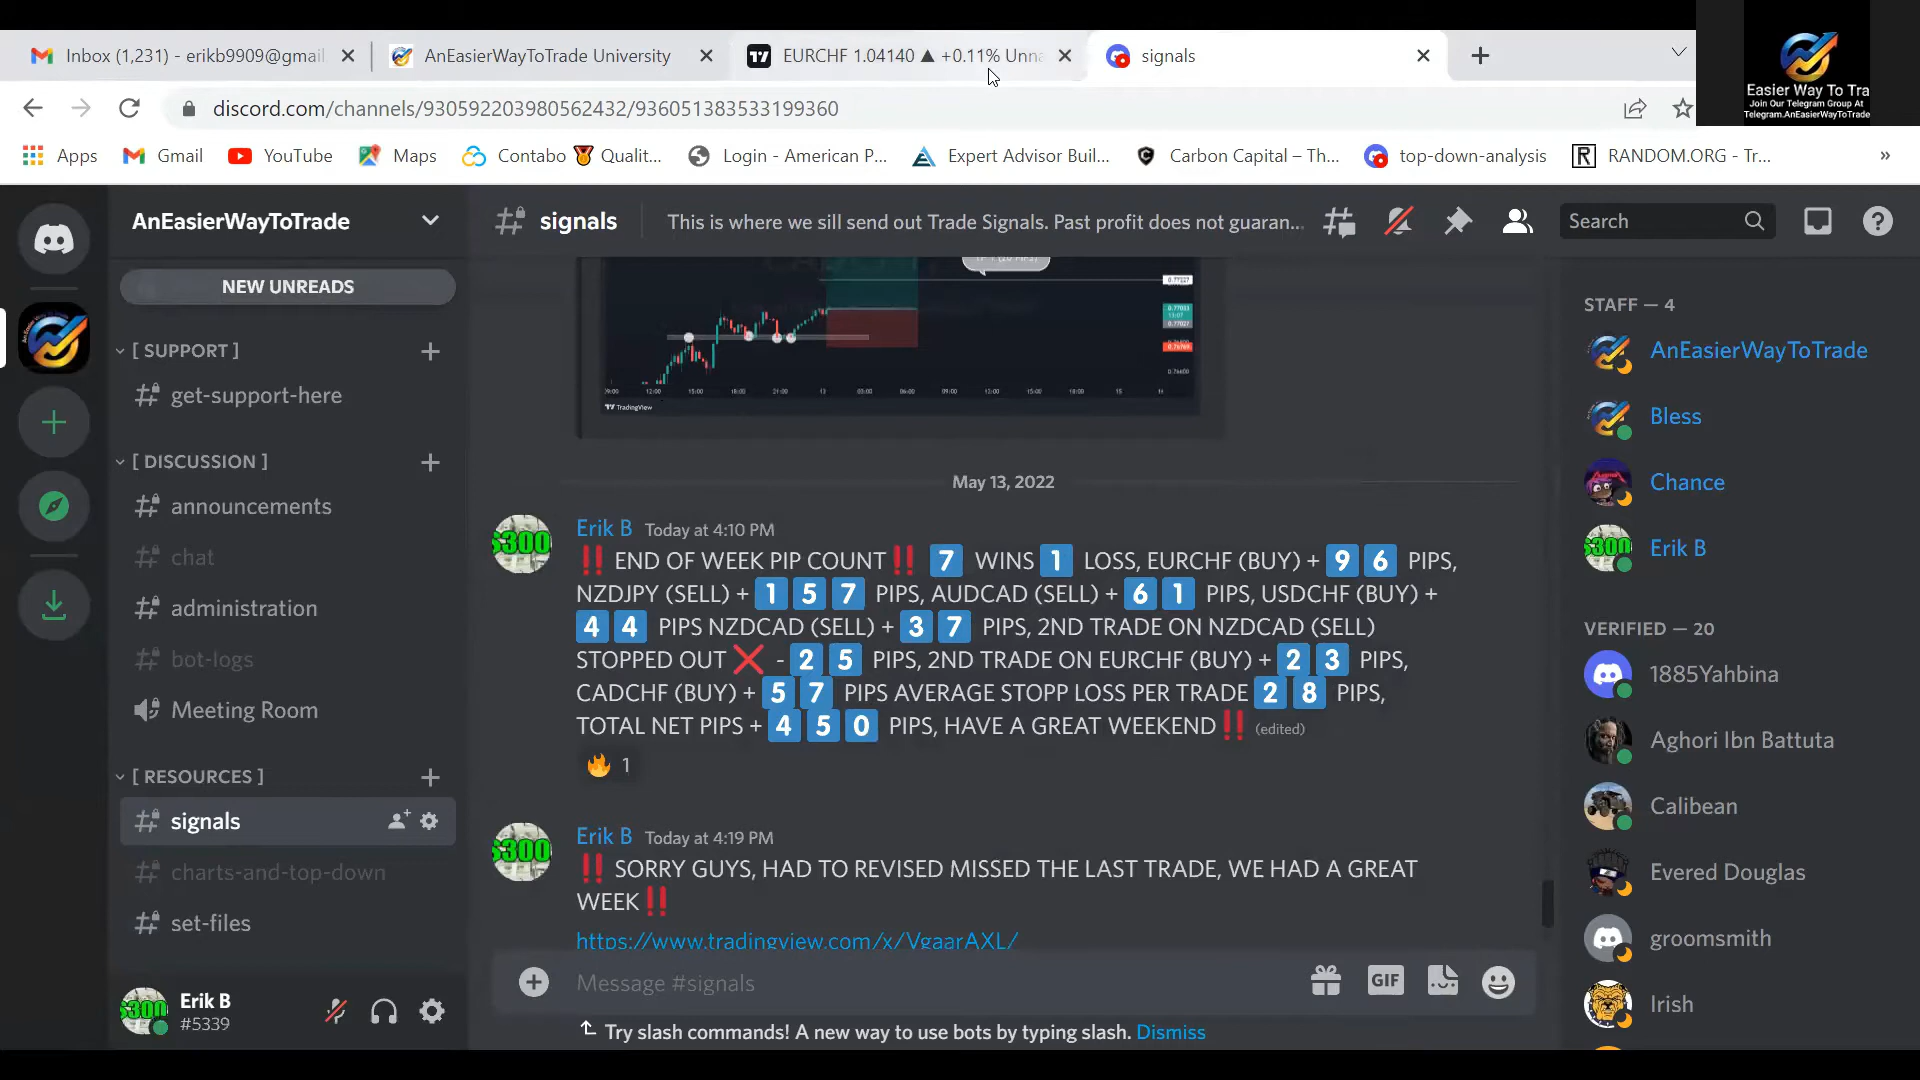 Inbox (1,231) - erikb9909@gmail
AnEasierWayToTrade University
EURCHF 1.04140 ▲ +0.11% Unna
signals
discord.com/channels/930592203980562432/936051383533199360
Easier Way To Tra
Join Our Telegram Group At
Telegram.AnEasierWayToTrade
Apps
Gmail
YouTube
Maps
Contabo
Qualit...
Login - American P...
Expert Advisor Buil...
Carbon Capital – Th...
top-down-analysis
RANDOM.ORG - Tr...
»
AnEasierWayToTrade
NEW UNREADS
[ SUPPORT ]
get-support-here
[ DISCUSSION ]
announcements
chat
administration
bot-logs
Meeting Room
[ RESOURCES ]
signals
charts-and-top-down
set-files
Erik B
#5339
signals
This is where we sill send out Trade Signals. Past profit does not guaran...
Search
TradingView
May 13, 2022
Erik B Today at 4:10 PM
‼ END OF WEEK PIP COUNT‼ 7 WINS 1 LOSS, EURCHF (BUY) + 9 6 PIPS,
NZDJPY (SELL) + 1 5 7 PIPS, AUDCAD (SELL) + 6 1 PIPS, USDCHF (BUY) +
4 4 PIPS NZDCAD (SELL) + 3 7 PIPS, 2ND TRADE ON NZDCAD (SELL)
STOPPED OUT ❌ - 2 5 PIPS, 2ND TRADE ON EURCHF (BUY) + 2 3 PIPS,
CADCHF (BUY) + 5 7 PIPS AVERAGE STOPP LOSS PER TRADE 2 8 PIPS,
TOTAL NET PIPS + 4 5 0 PIPS, HAVE A GREAT WEEKEND‼ (edited)
🔥 1
Erik B Today at 4:19 PM
‼ SORRY GUYS, HAD TO REVISED MISSED THE LAST TRADE, WE HAD A GREAT
WEEK‼
https://www.tradingview.com/x/VgaarAXL/
Message #signals
GIF
Try slash commands! A new way to use bots by typing slash. Dismiss
STAFF — 4
AnEasierWayToTrade
Bless
Chance
Erik B
VERIFIED — 20
1885Yahbina
Aghori Ibn Battuta
Calibean
Evered Douglas
groomsmith
Irish